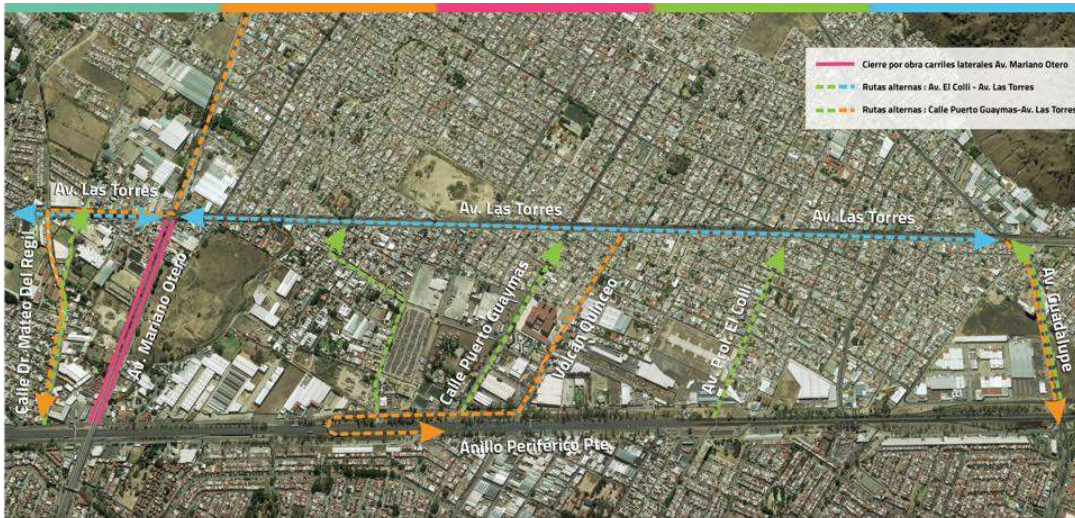 Cierre por obra carriles laterales Av. Mariano Otero
Rutas alternas : Av. El Colli - Av. Las Torres
Rutas alternas : Calle Puerto Guaymas-Av. Las Torres
Av. Las Torres
Av. Las Torres
Av. Las Torres
Calle Dr. Mateo Del Regil
Av. Mariano Otero
Calle Puerto Guaymas
Volcán Quinceo
Av. Prol. El Colli
Av. Guadalupe
Anillo Periférico Pte.